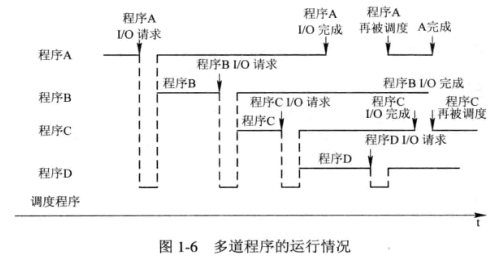 程序A
I/O 请求
程序A
I/O 完成
程序A
再被调度
A完成
程序A
程序B I/O 请求
程序B
程序B I/O 完成
程序B
程序C I/O 请求
程序C
I/O 完成
程序C
再被调度
程序C
程序C
程序D I/O 请求
程序D
程序D
调度程序
t
图 1-6 多道程序的运行情况